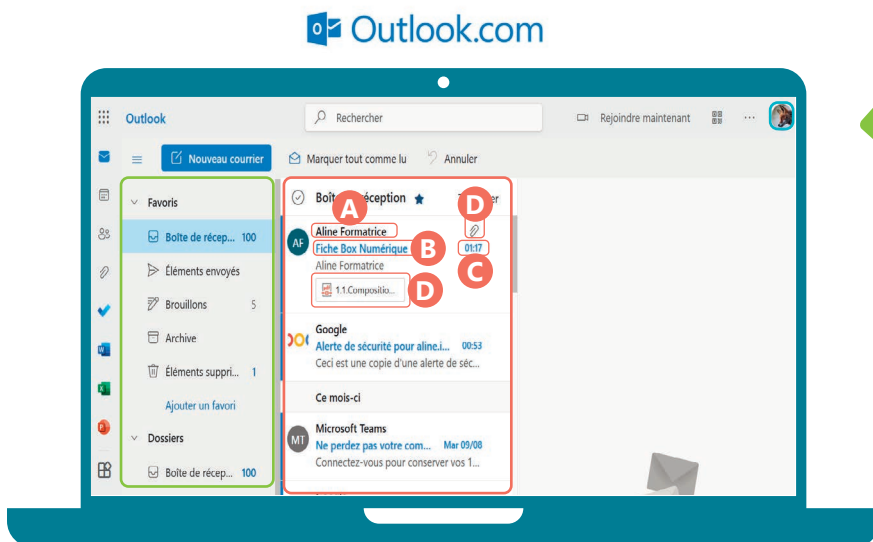 Outlook.com
Outlook
Rechercher
Rejoindre maintenant
Nouveau courrier
Marquer tout comme lu
Annuler
Favoris
Boîte de récep... 100
Éléments envoyés
Brouillons 5
Archive
Éléments suppri... 1
Ajouter un favori
Dossiers
Boîte de récep... 100
réception
A
D
AF
Aline Formatrice
Fiche Box Numérique
B
01:17
Aline Formatrice
C
1.1.Compositio...
D
Google
Alerte de sécurité pour aline.i... 00:53
Ceci est une copie d'une alerte de séc...
Ce mois-ci
MT
Microsoft Teams
Ne perdez pas votre com... Mar 09/08
Connectez-vous pour conserver vos 1...